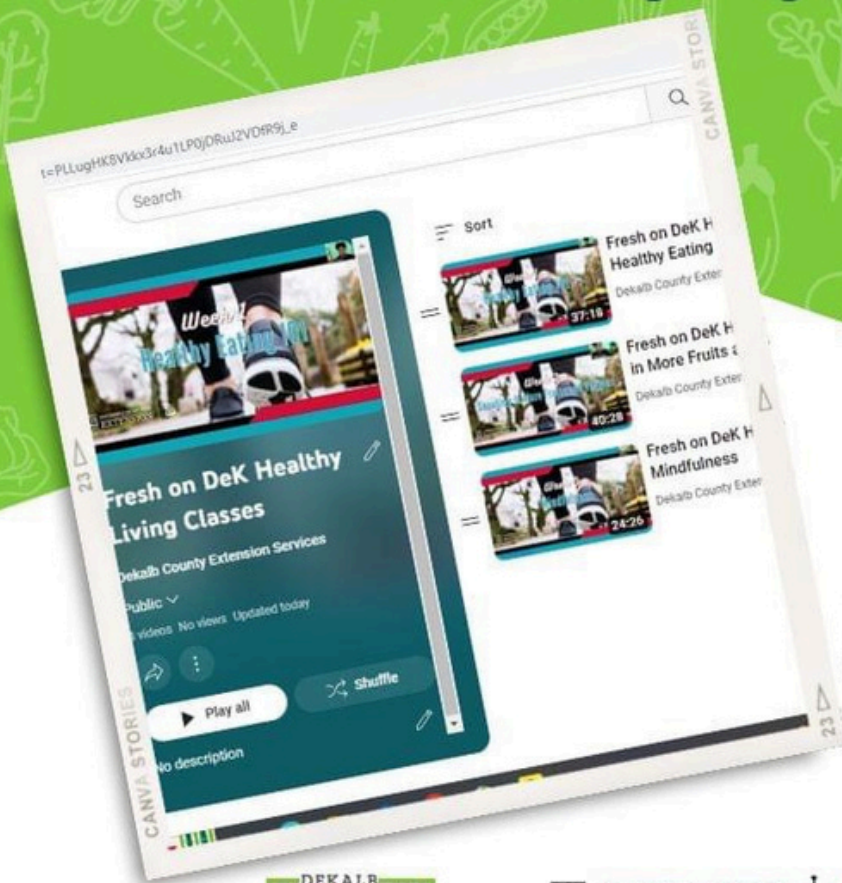 CANVA STORI
Search
Sort
Week 1
Healthy Eating 101
Fresh on DeK Healthy
Living Classes
Dekalb County Extension Services
Public
videos No views Updated today
Play all
Shuffle
No description
Fresh on DeK H
Healthy Eating
Dekalb County Exten
37:18
Fresh on DeK H
in More Fruits
Dekalb County Exten
40:28
Fresh on DeK H
Mindfulness
Dekalb County Exten
24:26
23
CANVA STORIES
23
DEKALB